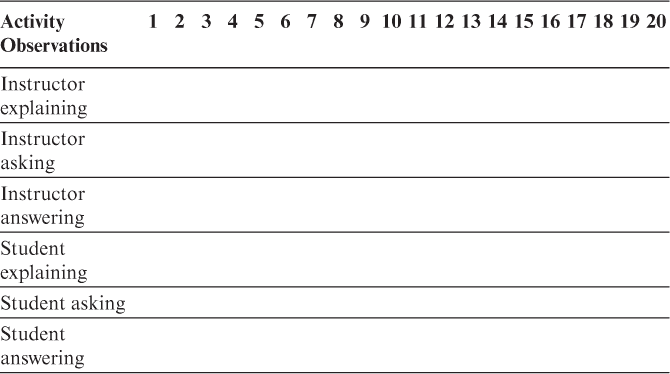 Activity 1 2 3 4 5 6 7 8 9 10 11 12 13 14 15 16 17 18 19 20
Observations
Instructor
explaining
Instructor
asking
Instructor
answering
Student
explaining
Student asking
Student
answering